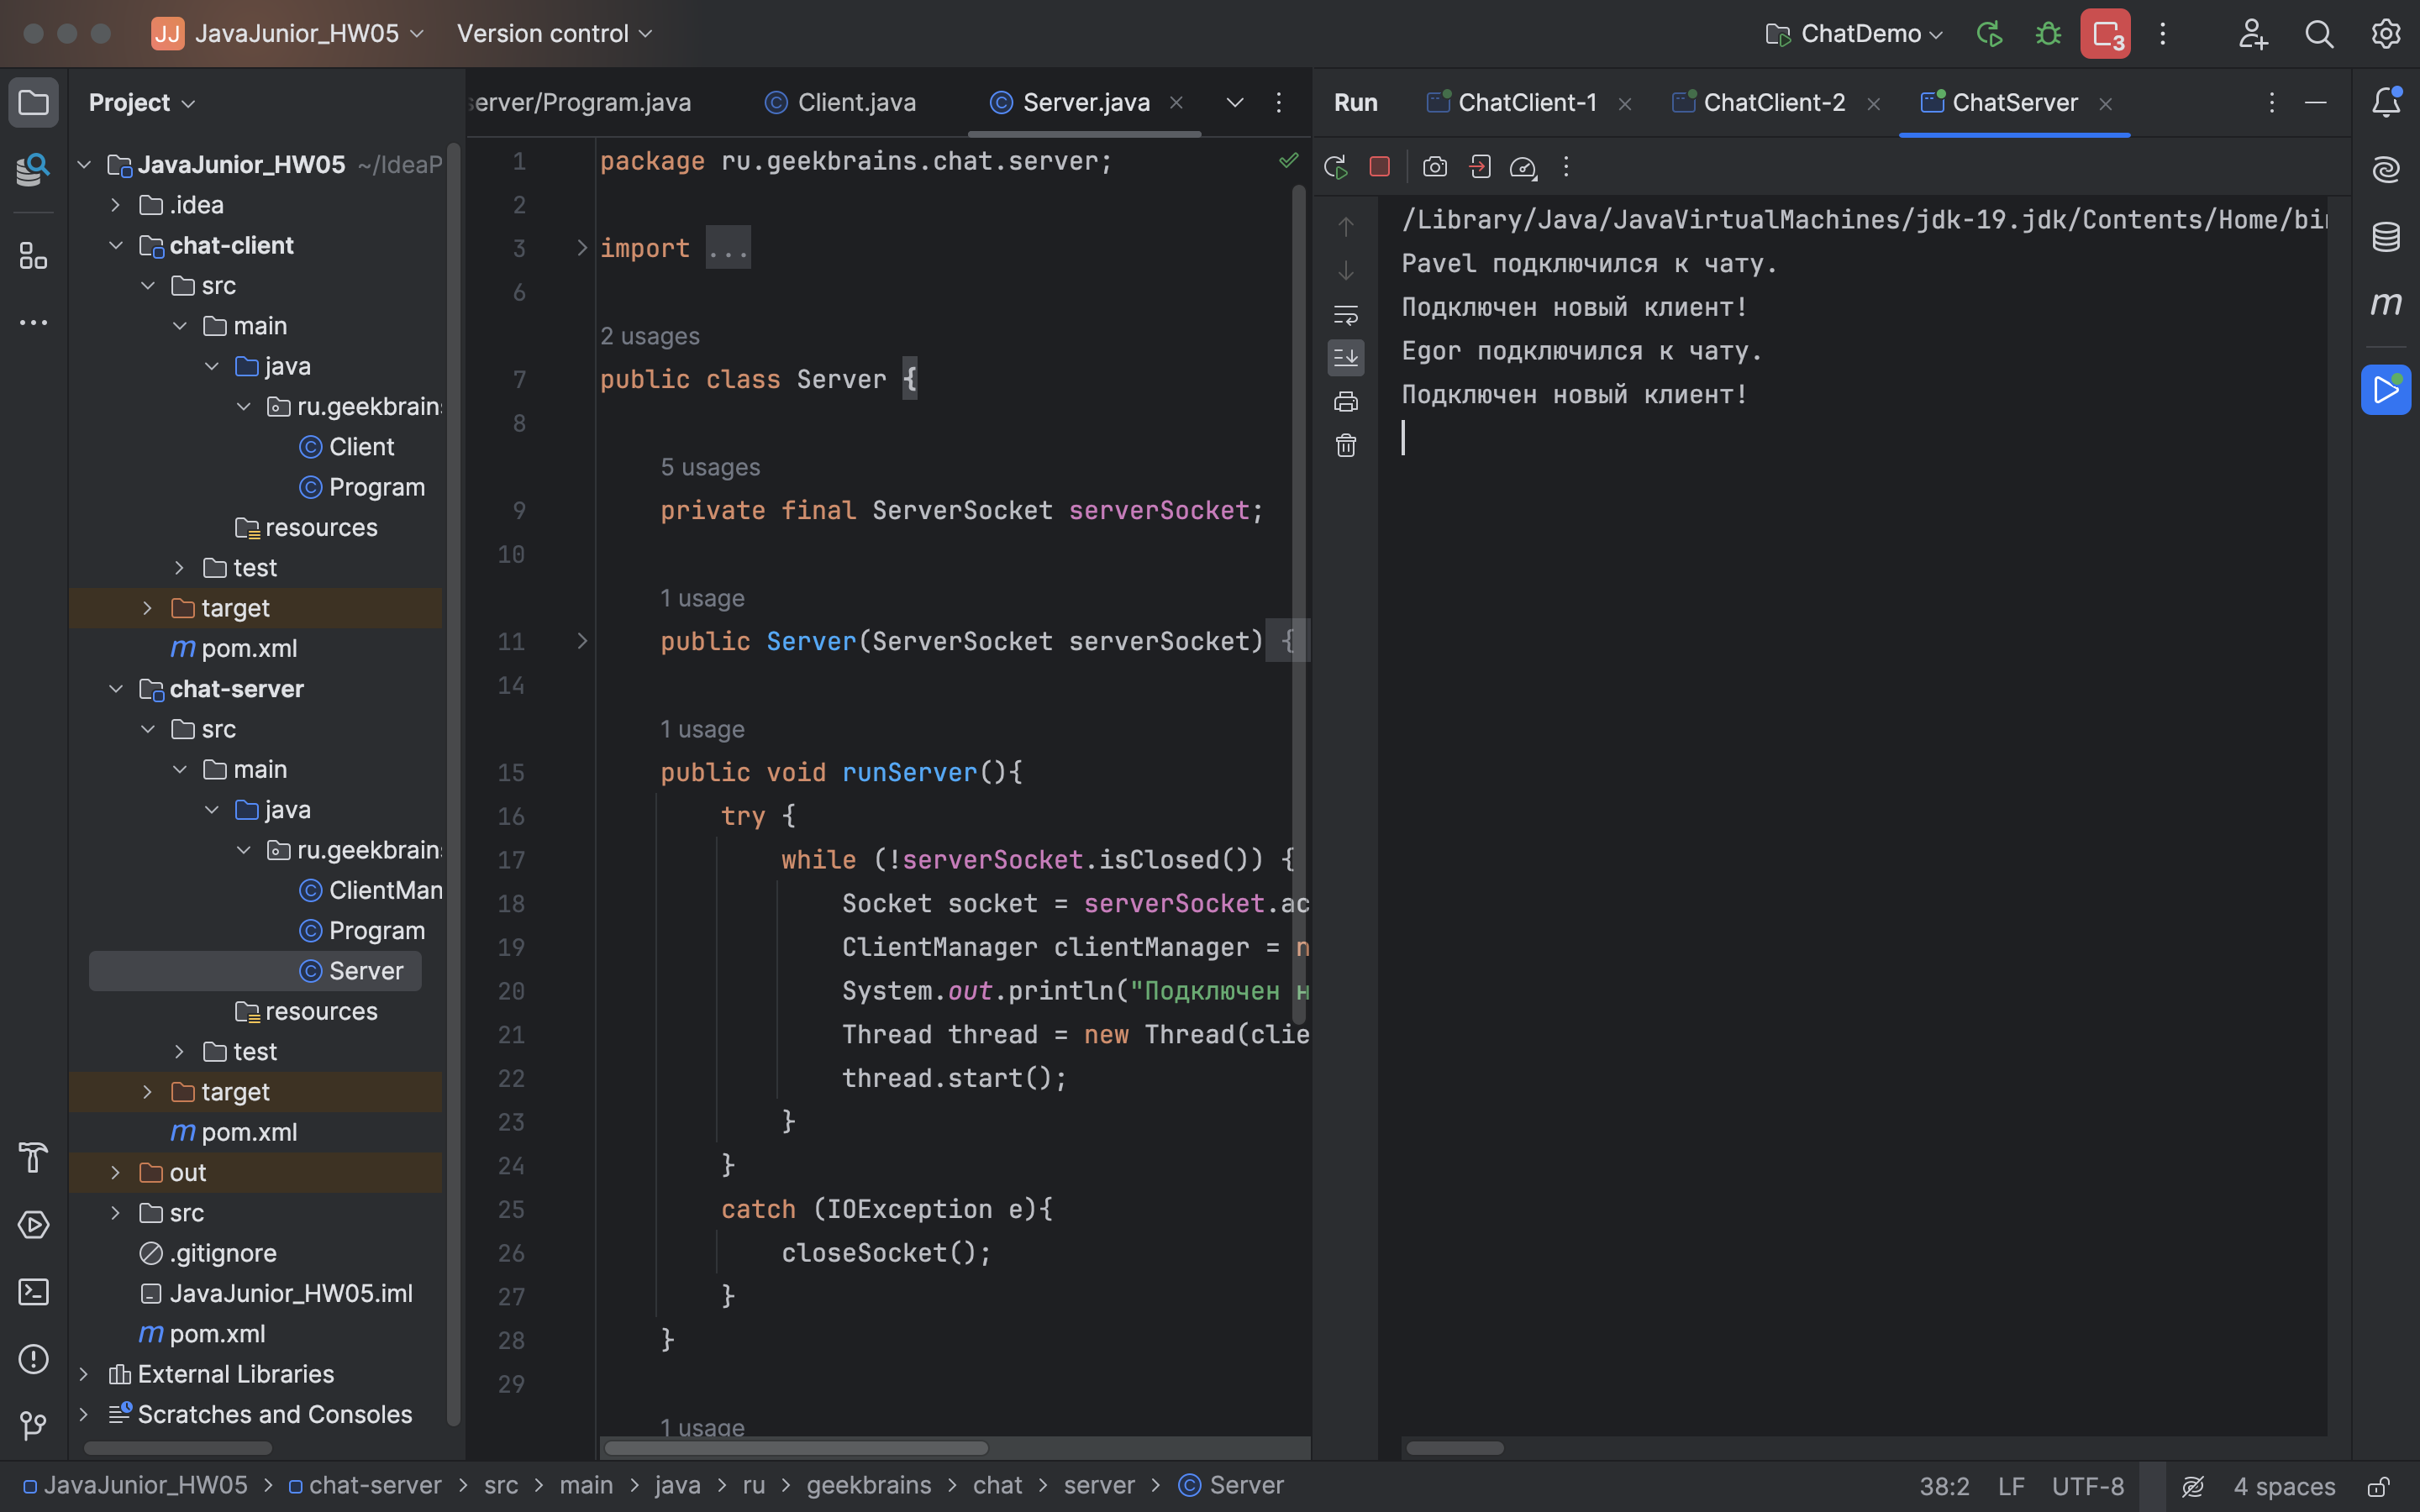 JJ JavaJunior_HW05 Version control ChatDemo 3
Project
JavaJunior_HW05 ~/IdeaP
.idea
chat-client
src
main
java
ru.geekbrains
Client
Program
resources
test
target
m pom.xml
chat-server
src
main
java
ru.geekbrains
ClientMan
Program
Server
resources
test
target
m pom.xml
out
src
.gitignore
JavaJunior_HW05.iml
m pom.xml
External Libraries
Scratches and Consoles
server/Program.java Client.java Server.java
1 package ru.geekbrains.chat.server;
2
3 import ...
6
2 usages
7 public class Server {
8
5 usages
9 private final ServerSocket serverSocket;
10
1 usage
11 public Server(ServerSocket serverSocket) {
14
1 usage
15 public void runServer(){
16 try {
17 while (!serverSocket.isClosed()) {
18 Socket socket = serverSocket.ac
19 ClientManager clientManager = n
20 System.out.println("Подключен н
21 Thread thread = new Thread(clie
22 thread.start();
23 }
24 }
25 catch (IOException e){
26 closeSocket();
27 }
28 }
29
1 usage
Run ChatClient-1 ChatClient-2 ChatServer
/Library/Java/JavaVirtualMachines/jdk-19.jdk/Contents/Home/bin
Pavel подключился к чату.
Подключен новый клиент!
Egor подключился к чату.
Подключен новый клиент!
m
JavaJunior_HW05 > chat-server > src > main > java > ru > geekbrains > chat > server > Server
38:2 LF UTF-8 4 spaces